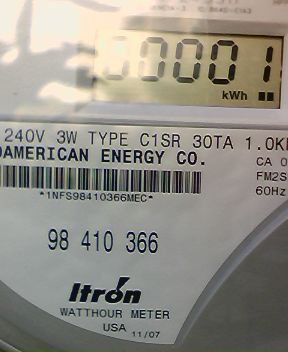 00001
kWh
240V 3W TYPE C1SR 30TA 1.0K
AMERICAN ENERGY CO.
CA 0
FM2S
*1NFS98410366MEC*
60Hz
98 410 366
Itron
WATTHOUR METER
USA 11/07